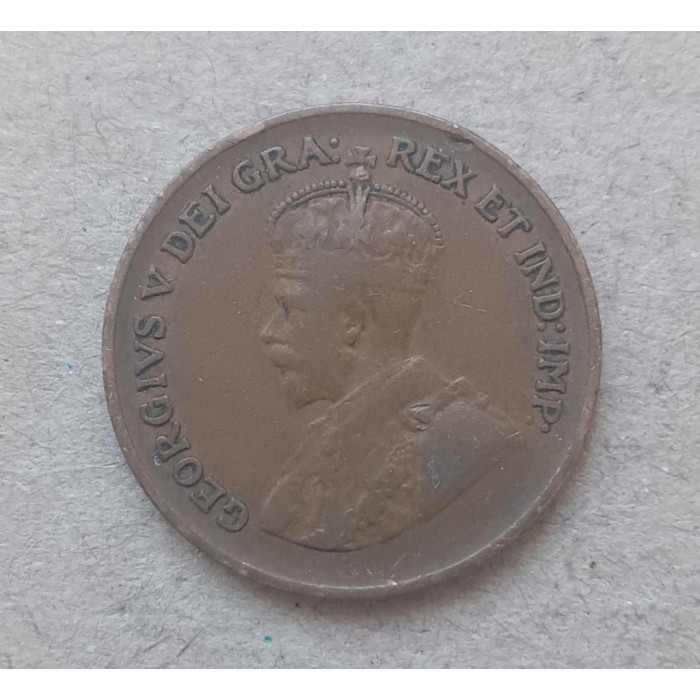 GEORGIVS V DEI GRA: REX ET IND: IMP: